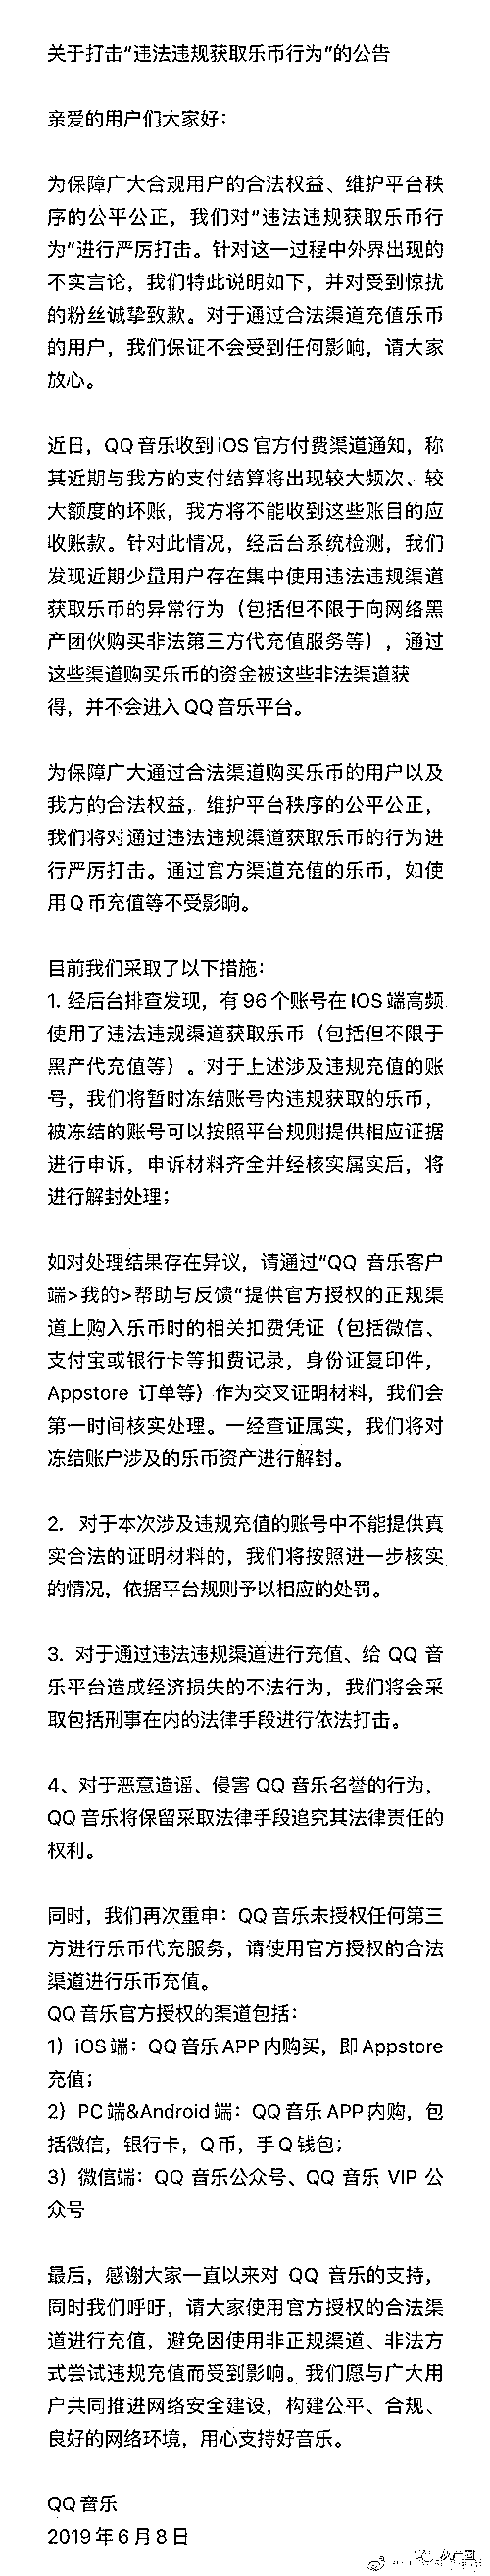 关于打击“违法违规获取乐币行为”的公告
亲爱的用户们大家好：
为保障广大合规用户的合法权益、维护平台秩
序的公平公正，我们对“违法违规获取乐币行
为”进行严厉打击。针对这一过程中外界出现的
不实言论，我们特此说明如下，并对受到惊扰
的粉丝诚挚致歉。对于通过合法渠道充值乐币
的用户，我们保证不会受到任何影响，请大家
放心。
近日，QQ音乐收到iOS官方付费渠道通知，称
其近期与我方的支付结算将出现较大频次、较
大额度的坏账，我方将不能收到这些账目的应
收账款。针对此情况，经后台系统检测，我们
发现近期少量用户存在集中使用违法违规渠道
获取乐币的异常行为（包括但不限于向网络黑
产团伙购买非法第三方代充值服务等），通过
这些渠道购买乐币的资金被这些非法渠道获
得，并不会进入QQ音乐平台。
为保障广大通过合法渠道购买乐币的用户以及
我方的合法权益，维护平台秩序的公平公正，
我们将对通过违法违规渠道获取乐币的行为进
行严厉打击。通过官方渠道充值的乐币，如使
用Q币充值等不受影响。
目前我们采取了以下措施：
1. 经后台排查发现，有96个账号在IOS端高频
使用了违法违规渠道获取乐币（包括但不限于
黑产代充值等）。对于上述涉及违规充值的账
号，我们将暂时冻结账号内违规获取的乐币，
被冻结的账号可以按照平台规则提供相应证据
进行申诉，申诉材料齐全并经核实属实后，将
进行解封处理；
如对处理结果存在异议，请通过“QQ 音乐客户
端>我的>帮助与反馈”提供官方授权的正规渠
道上购入乐币时的相关扣费凭证（包括微信、
支付宝或银行卡等扣费记录，身份证复印件，
Appstore 订单等）作为交叉证明材料，我们会
第一时间核实处理。一经查证属实，我们将对
冻结账户涉及的乐币资产进行解封。
2. 对于本次涉及违规充值的账号中不能提供真
实合法的证明材料的，我们将按照进一步核实
的情况，依据平台规则予以相应的处罚。
3. 对于通过违法违规渠道进行充值、给 QQ 音
乐平台造成经济损失的不法行为，我们将会采
取包括刑事在内的法律手段进行依法打击。
4、对于恶意造谣、侵害 QQ 音乐名誉的行为，
QQ音乐将保留采取法律手段追究其法律责任的
权利。
同时，我们再次重申：QQ音乐未授权任何第三
方进行乐币代充服务，请使用官方授权的合法
渠道进行乐币充值。
QQ音乐官方授权的渠道包括：
1）iOS端：QQ音乐APP内购买，即Appstore
充值；
2）PC端&Android端：QQ音乐APP内购，包
括微信，银行卡，Q币，手Q钱包；
3）微信端：QQ 音乐公众号、QQ 音乐 VIP 公
众号
最后，感谢大家一直以来对 QQ 音乐的支持，
同时我们呼吁，请大家使用官方授权的合法渠
道进行充值，避免因使用非正规渠道、非法方
式尝试违规充值而受到影响。我们愿与广大用
户共同推进网络安全建设，构建公平、合规、
良好的网络环境，用心支持好音乐。
QQ音乐
2019年6月8日
灰产圈